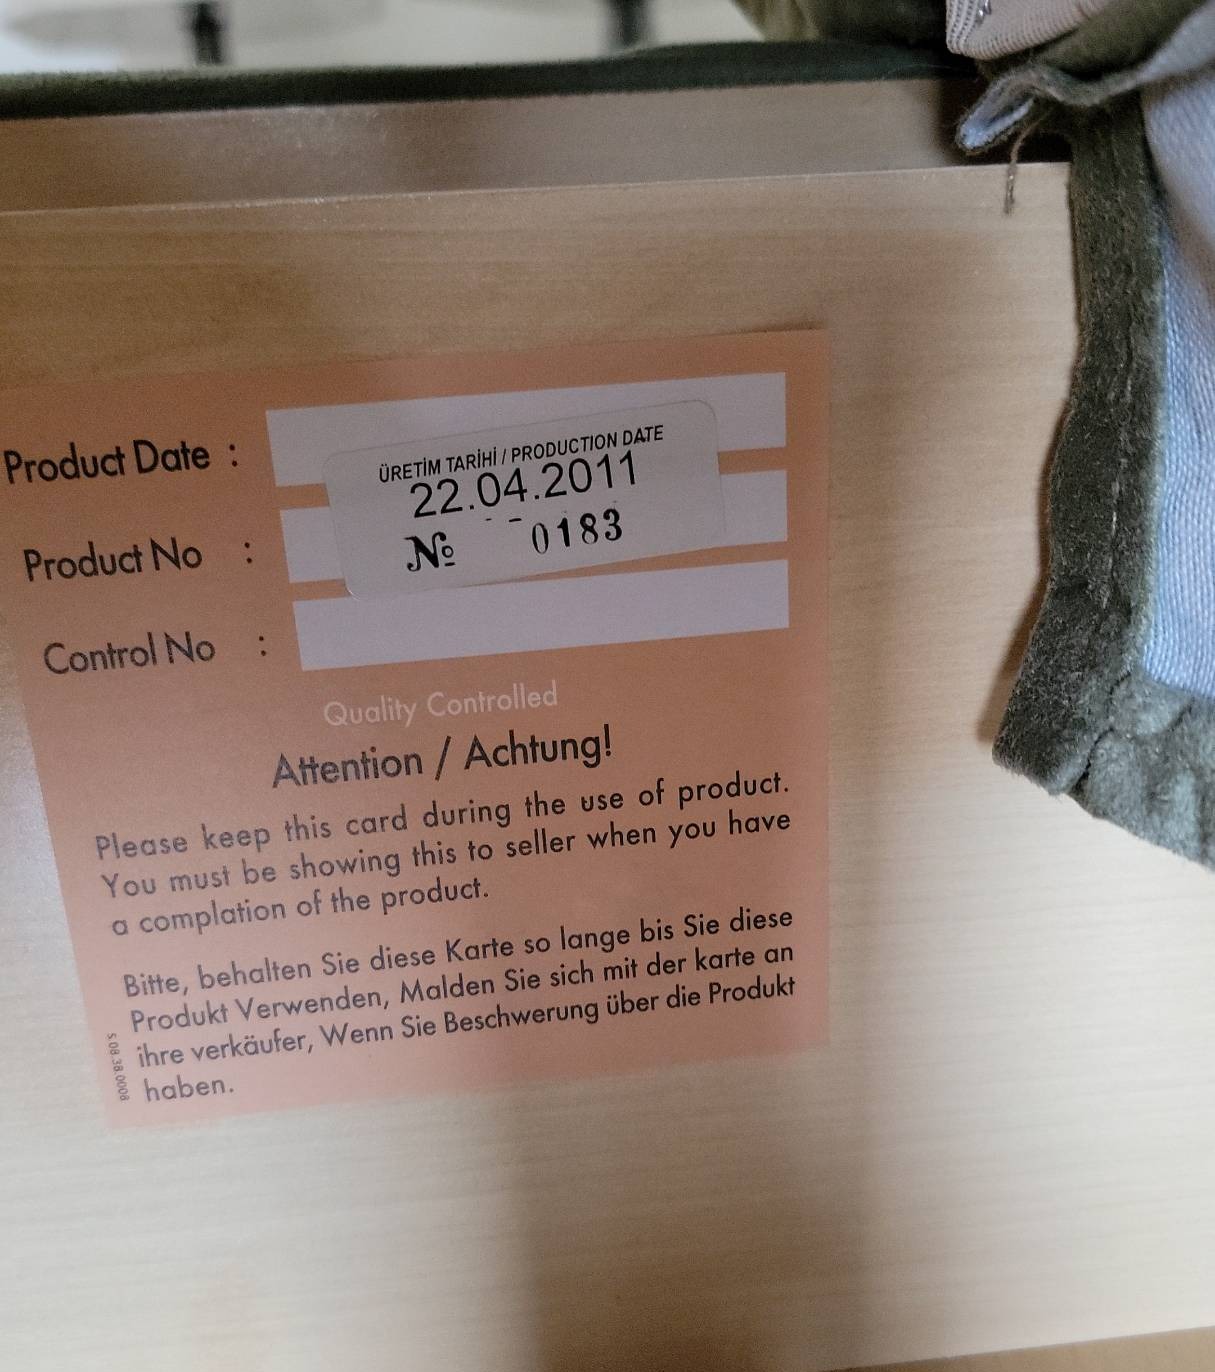 Product Date :
ÜRETİM TARİHİ / PRODUCTION DATE
22.04.2011
Product No :
№ 0183
Control No :
Quality Controlled
Attention / Achtung!
Please keep this card during the use of product.
You must be showing this to seller when you have
a complation of the product.
Bitte, behalten Sie diese Karte so lange bis Sie diese
Produkt Verwenden, Malden Sie sich mit der karte an
ihre verkäufer, Wenn Sie Beschwerung über die Produkt
haben.
S.08.38.0008